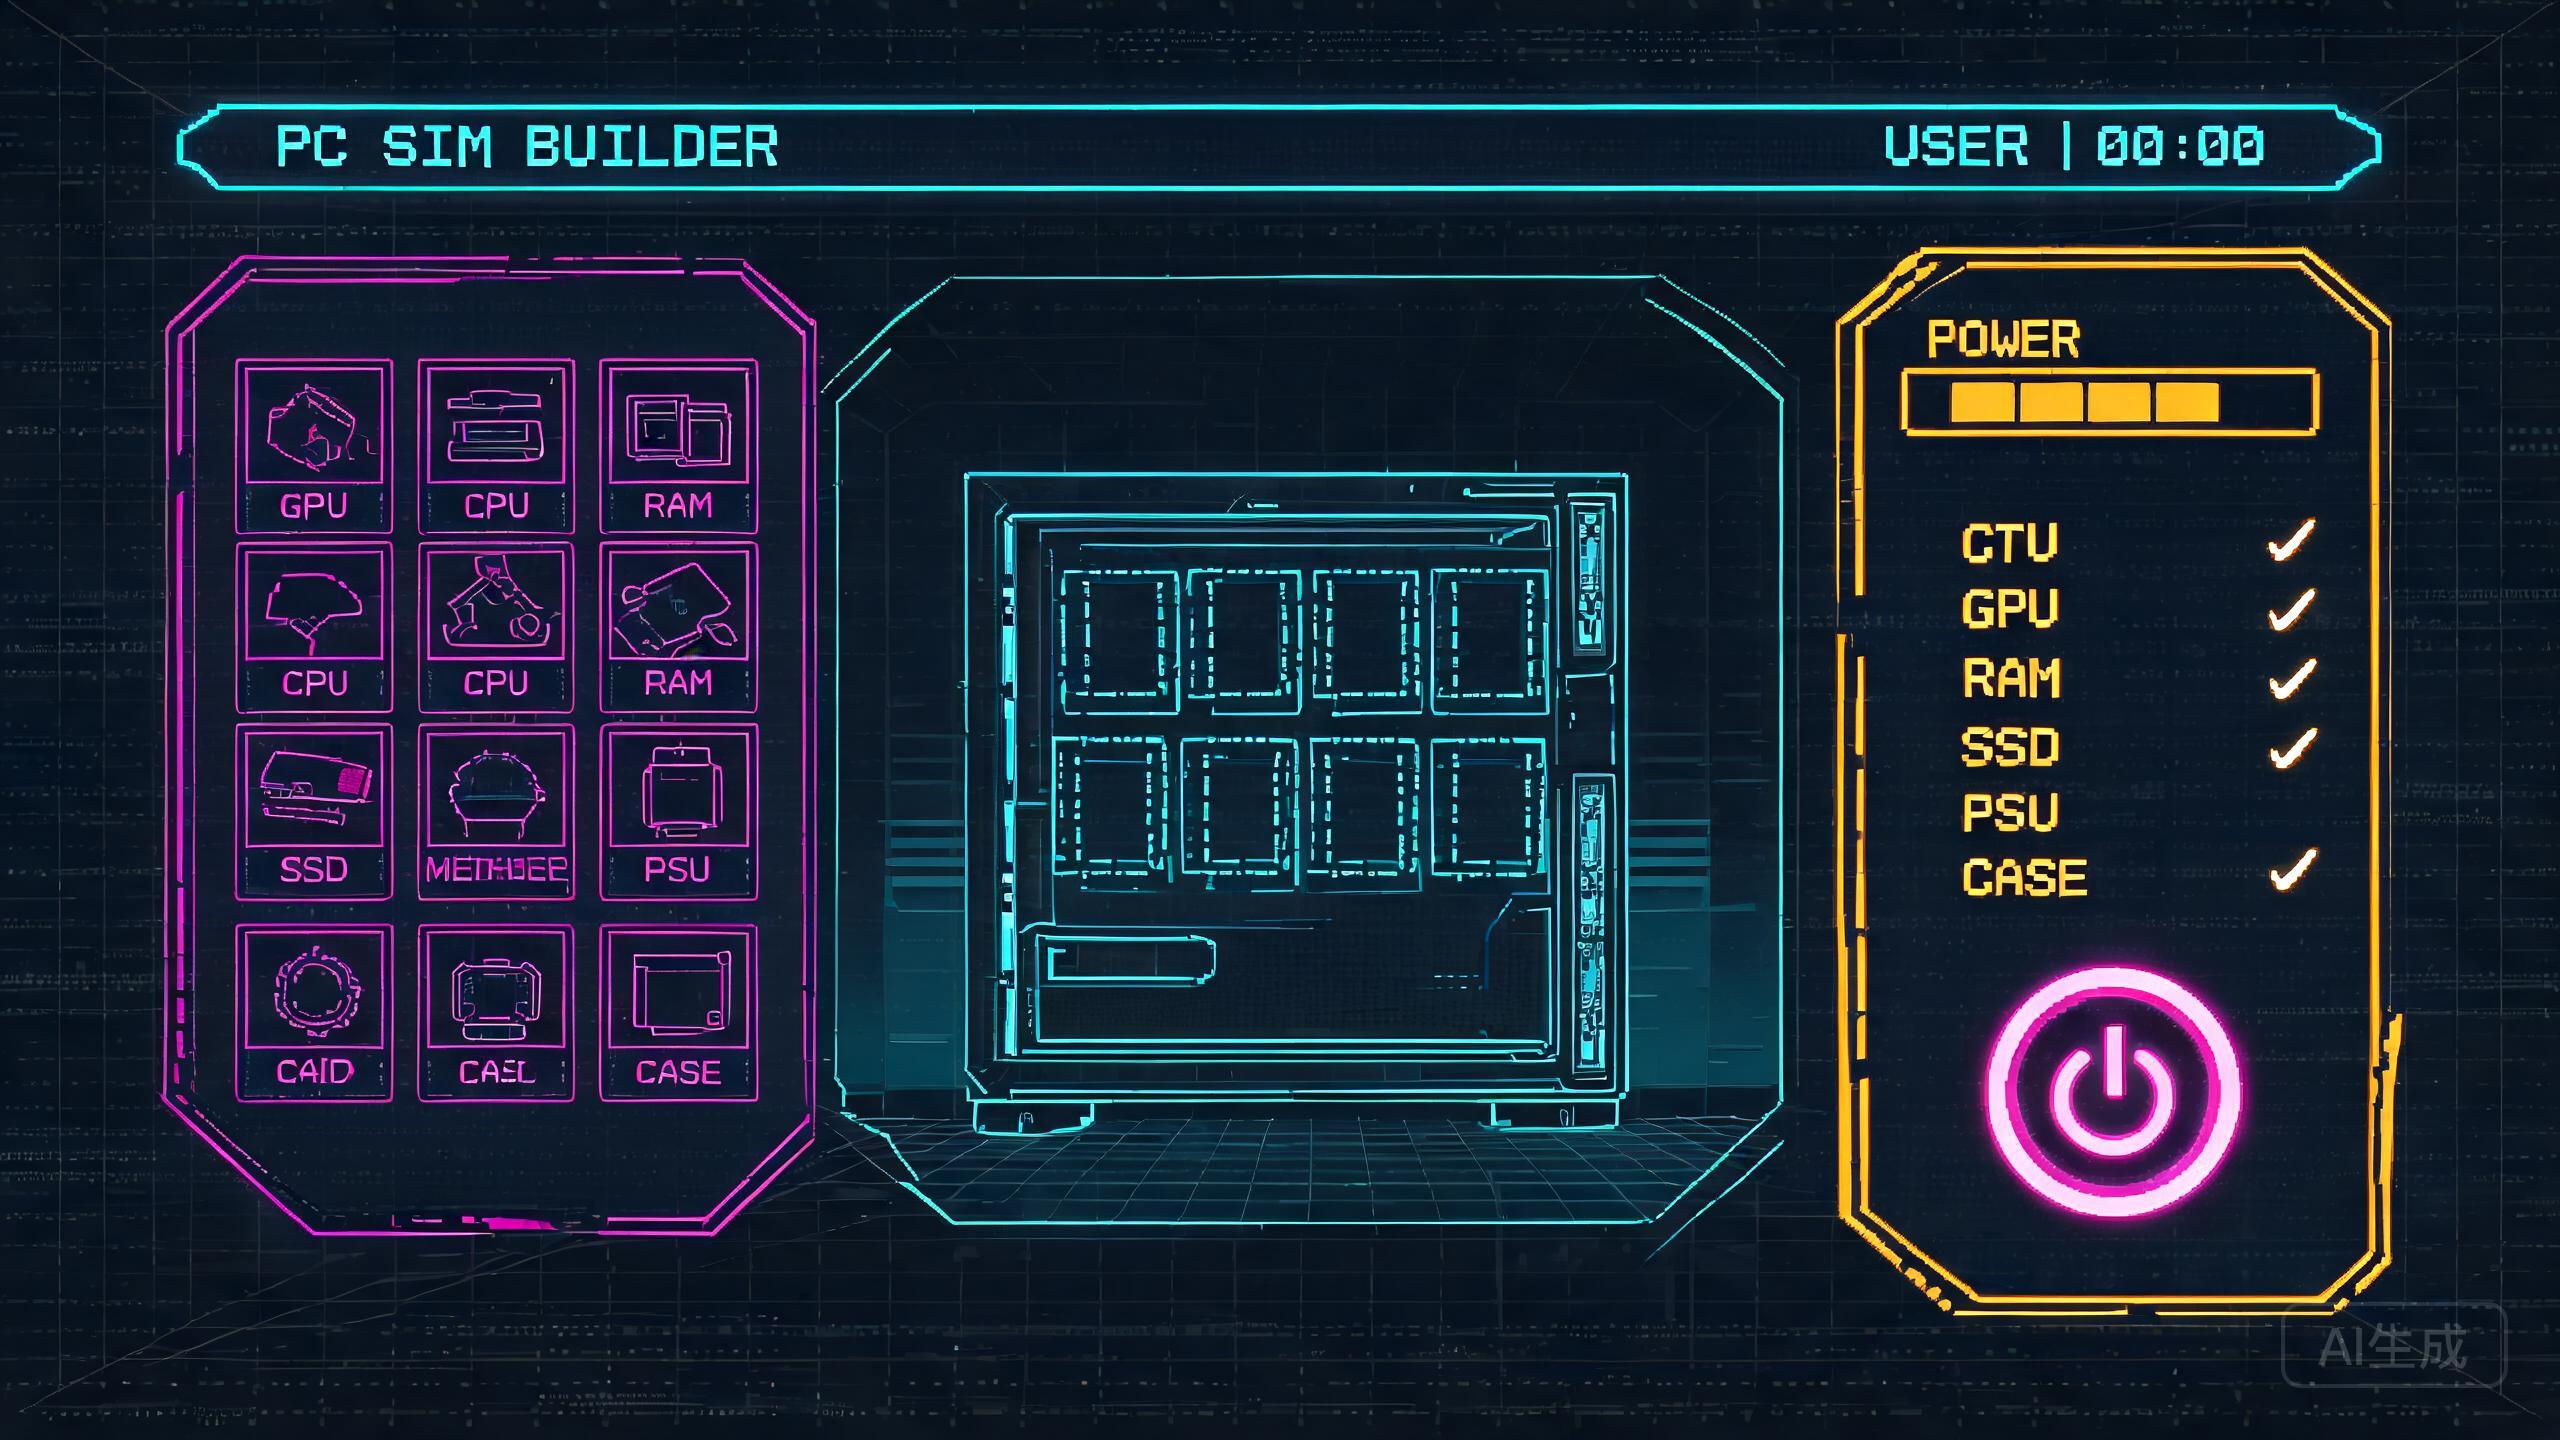 PC SIM BUILDER
USER | 00:00
GPU CPU RAM
CPU CPU RAM
SSD PSU
CAID CASL CASE
POWER
CTU ✓
GPU ✓
RAM ✓
SSD ✓
PSU
CASE ✓
AI生成